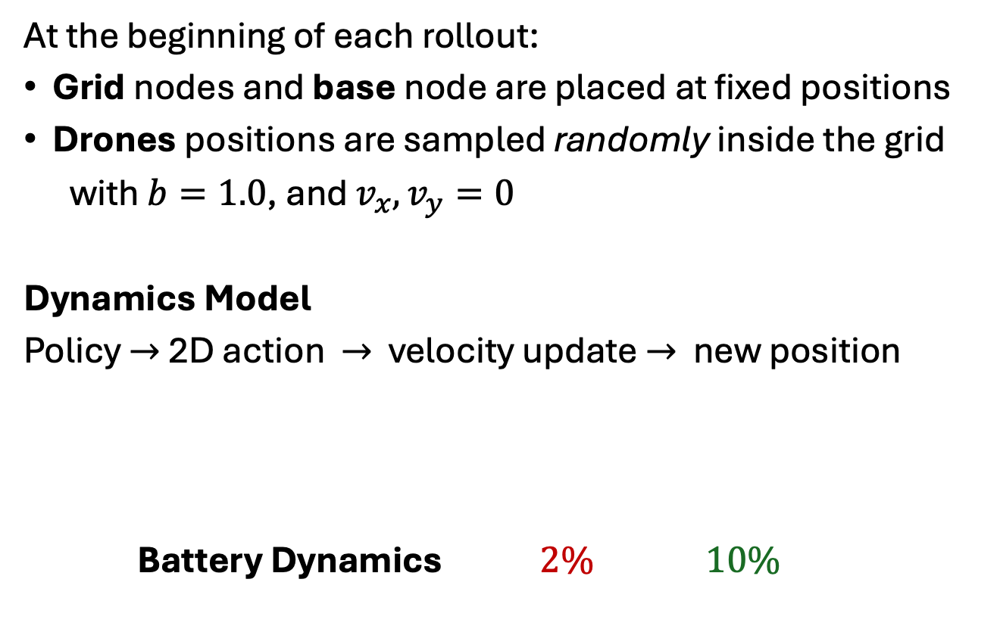 At the beginning of each rollout:
• Grid nodes and base node are placed at fixed positions
• Drones positions are sampled randomly inside the grid
with b = 1.0, and vₓ, vᵧ = 0
Dynamics Model
Policy → 2D action → velocity update → new position
Battery Dynamics 2% 10%